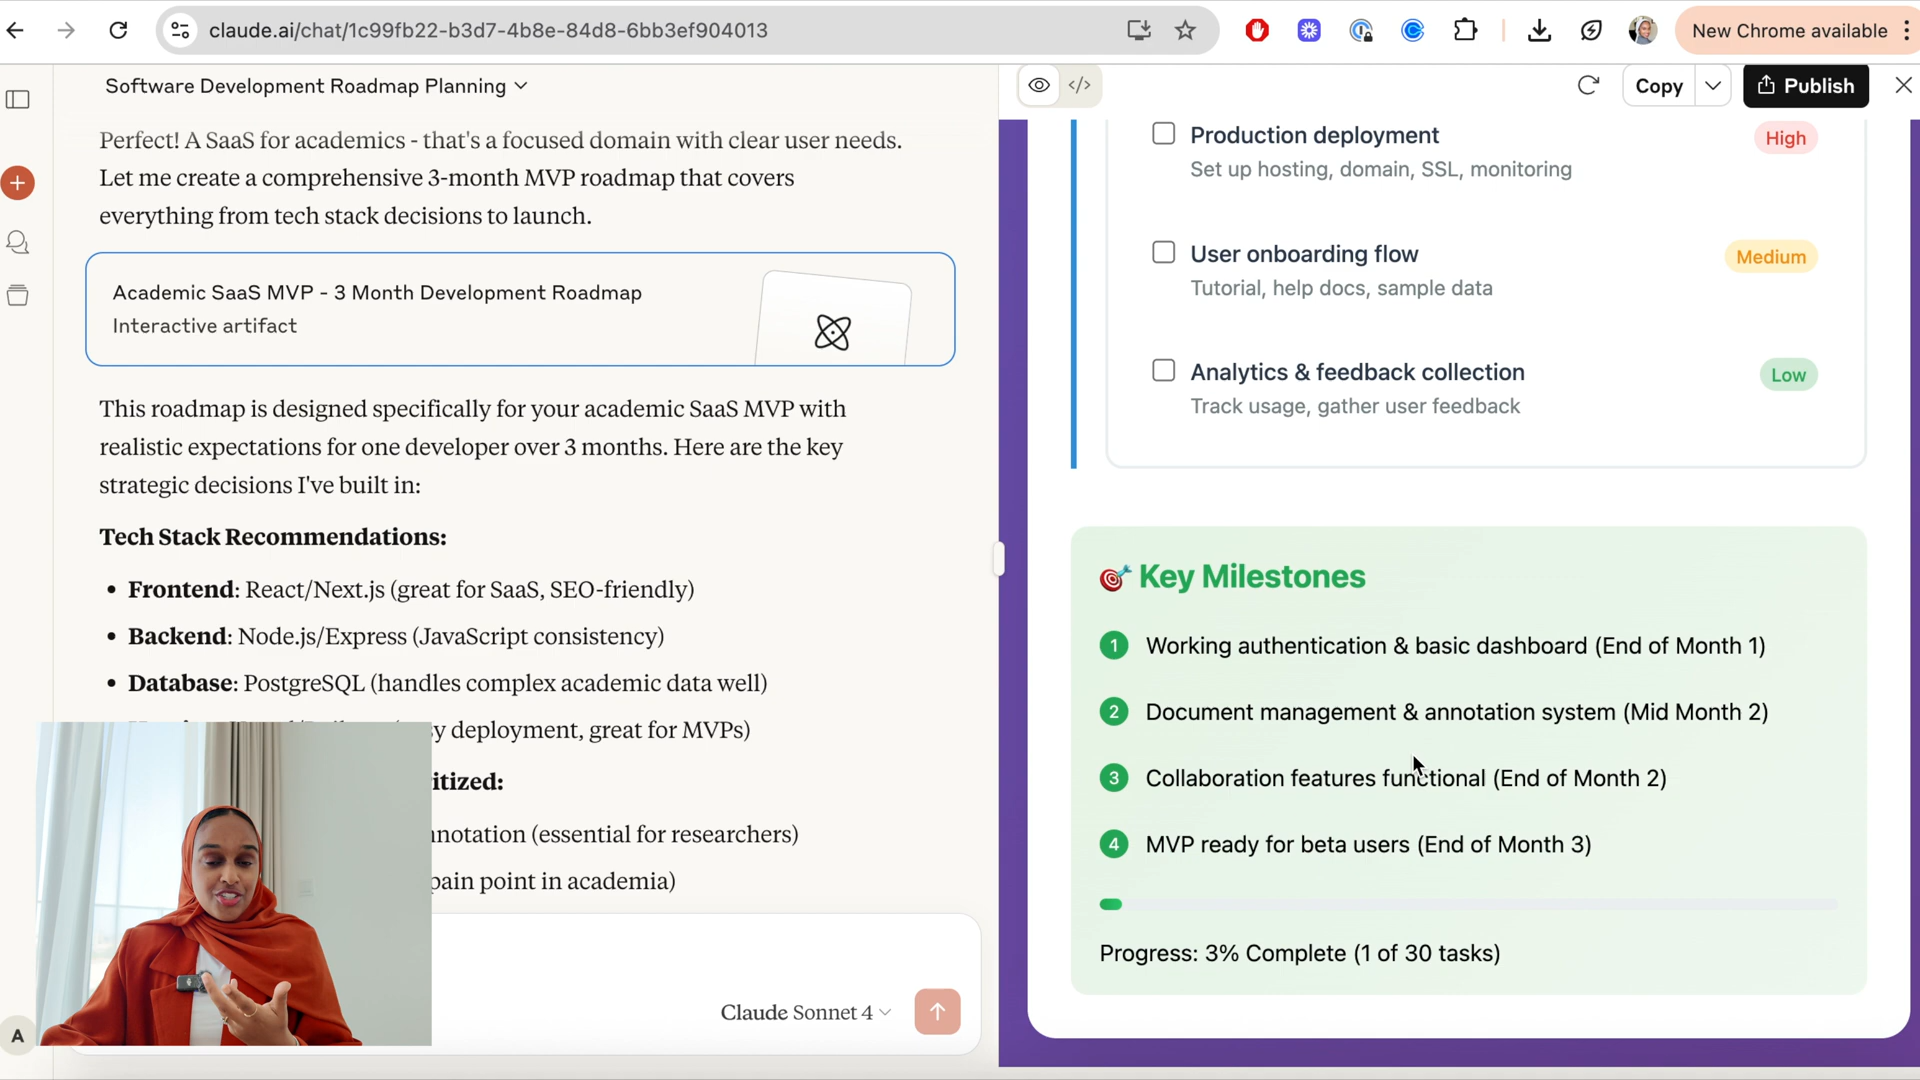 claude.ai/chat/1c99fb22-b3d7-4b8e-84d8-6bb3ef904013
New Chrome available
Software Development Roadmap Planning
Perfect! A SaaS for academics - that's a focused domain with clear user needs.
Let me create a comprehensive 3-month MVP roadmap that covers
everything from tech stack decisions to launch.
Academic SaaS MVP - 3 Month Development Roadmap
Interactive artifact
This roadmap is designed specifically for your academic SaaS MVP with
realistic expectations for one developer over 3 months. Here are the key
strategic decisions I've built in:
Tech Stack Recommendations:
• Frontend: React/Next.js (great for SaaS, SEO-friendly)
• Backend: Node.js/Express (JavaScript consistency)
• Database: PostgreSQL (handles complex academic data well)
deployment, great for MVPs)
(essential for researchers)
pain point in academia)
Claude Sonnet 4
A
</> Copy Publish
Production deployment
High
Set up hosting, domain, SSL, monitoring
User onboarding flow
Medium
Tutorial, help docs, sample data
Analytics & feedback collection
Low
Track usage, gather user feedback
🎯 Key Milestones
1 Working authentication & basic dashboard (End of Month 1)
2 Document management & annotation system (Mid Month 2)
3 Collaboration features functional (End of Month 2)
4 MVP ready for beta users (End of Month 3)
Progress: 3% Complete (1 of 30 tasks)